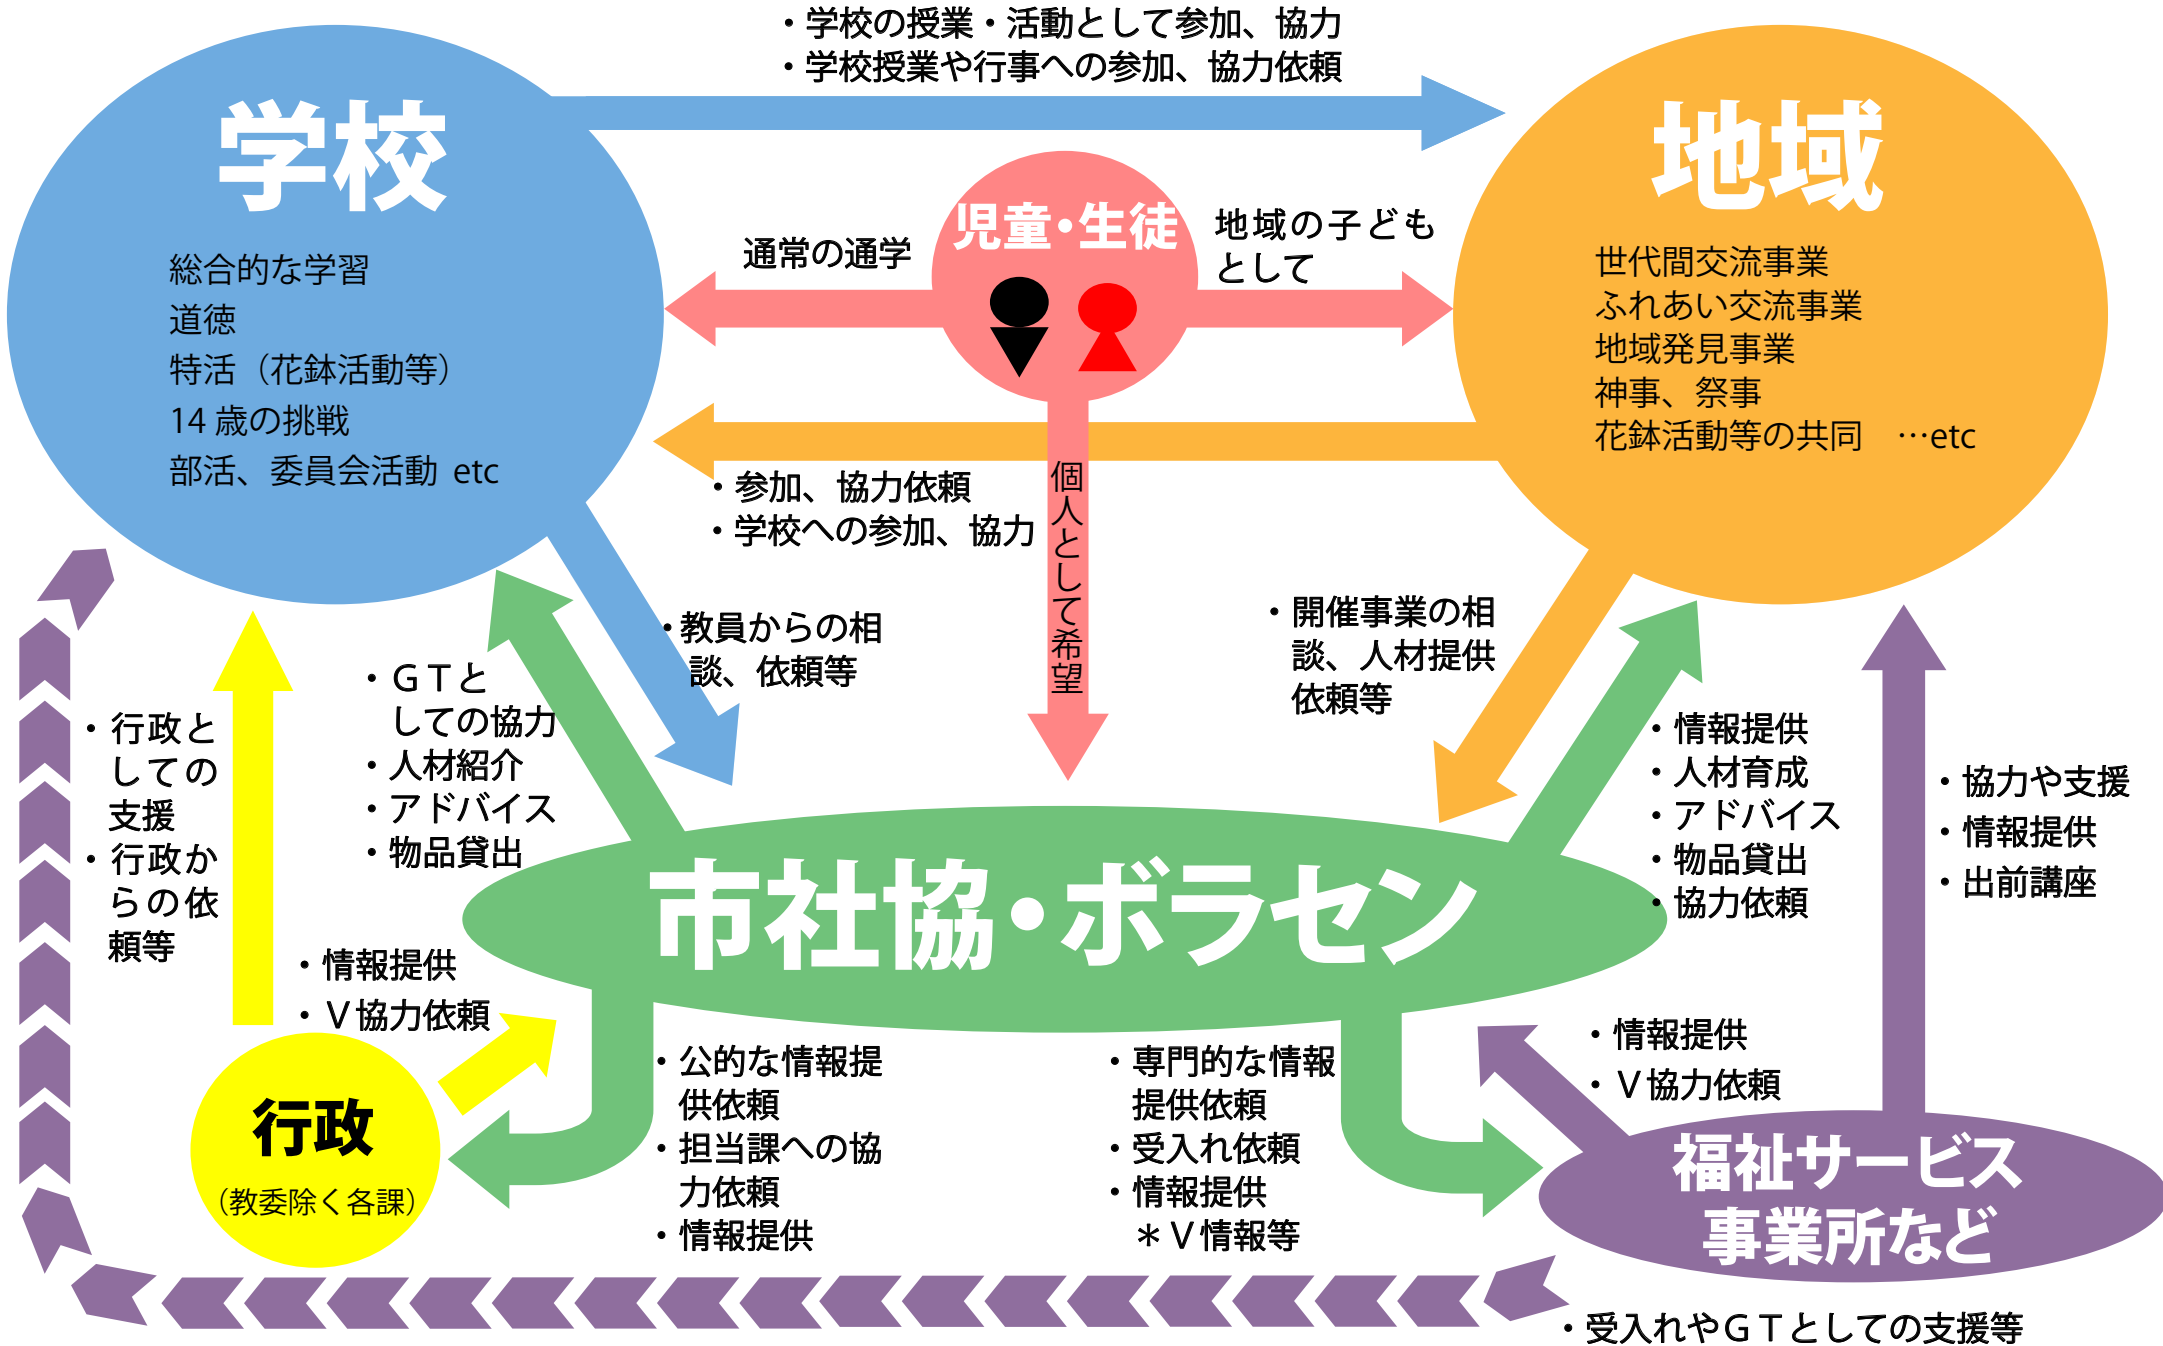 ・学校の授業・活動として参加、協力
・学校授業や行事への参加、協力依頼
学校
総合的な学習
道徳
特活（花鉢活動等）
14 歳の挑戦
部活、委員会活動 etc
児童・生徒
通常の通学
地域の子ども
として
地域
世代間交流事業
ふれあい交流事業
地域発見事業
神事、祭事
花鉢活動等の共同　…etc
・参加、協力依頼
・学校への参加、協力
個人として希望
・教員からの相
談、依頼等
・開催事業の相
談、人材提供
依頼等
・ＧＴと
しての協力
・人材紹介
・アドバイス
・物品貸出
・行政と
しての
支援
・行政か
らの依
頼等
・情報提供
・人材育成
・アドバイス
・物品貸出
・協力依頼
・協力や支援
・情報提供
・出前講座
市社協・ボラセン
・情報提供
・Ｖ協力依頼
行政
（教委除く各課）
・公的な情報提
供依頼
・担当課への協
力依頼
・情報提供
・専門的な情報
提供依頼
・受入れ依頼
・情報提供
＊Ｖ情報等
・情報提供
・Ｖ協力依頼
福祉サービス
事業所など
・受入れやＧＴとしての支援等